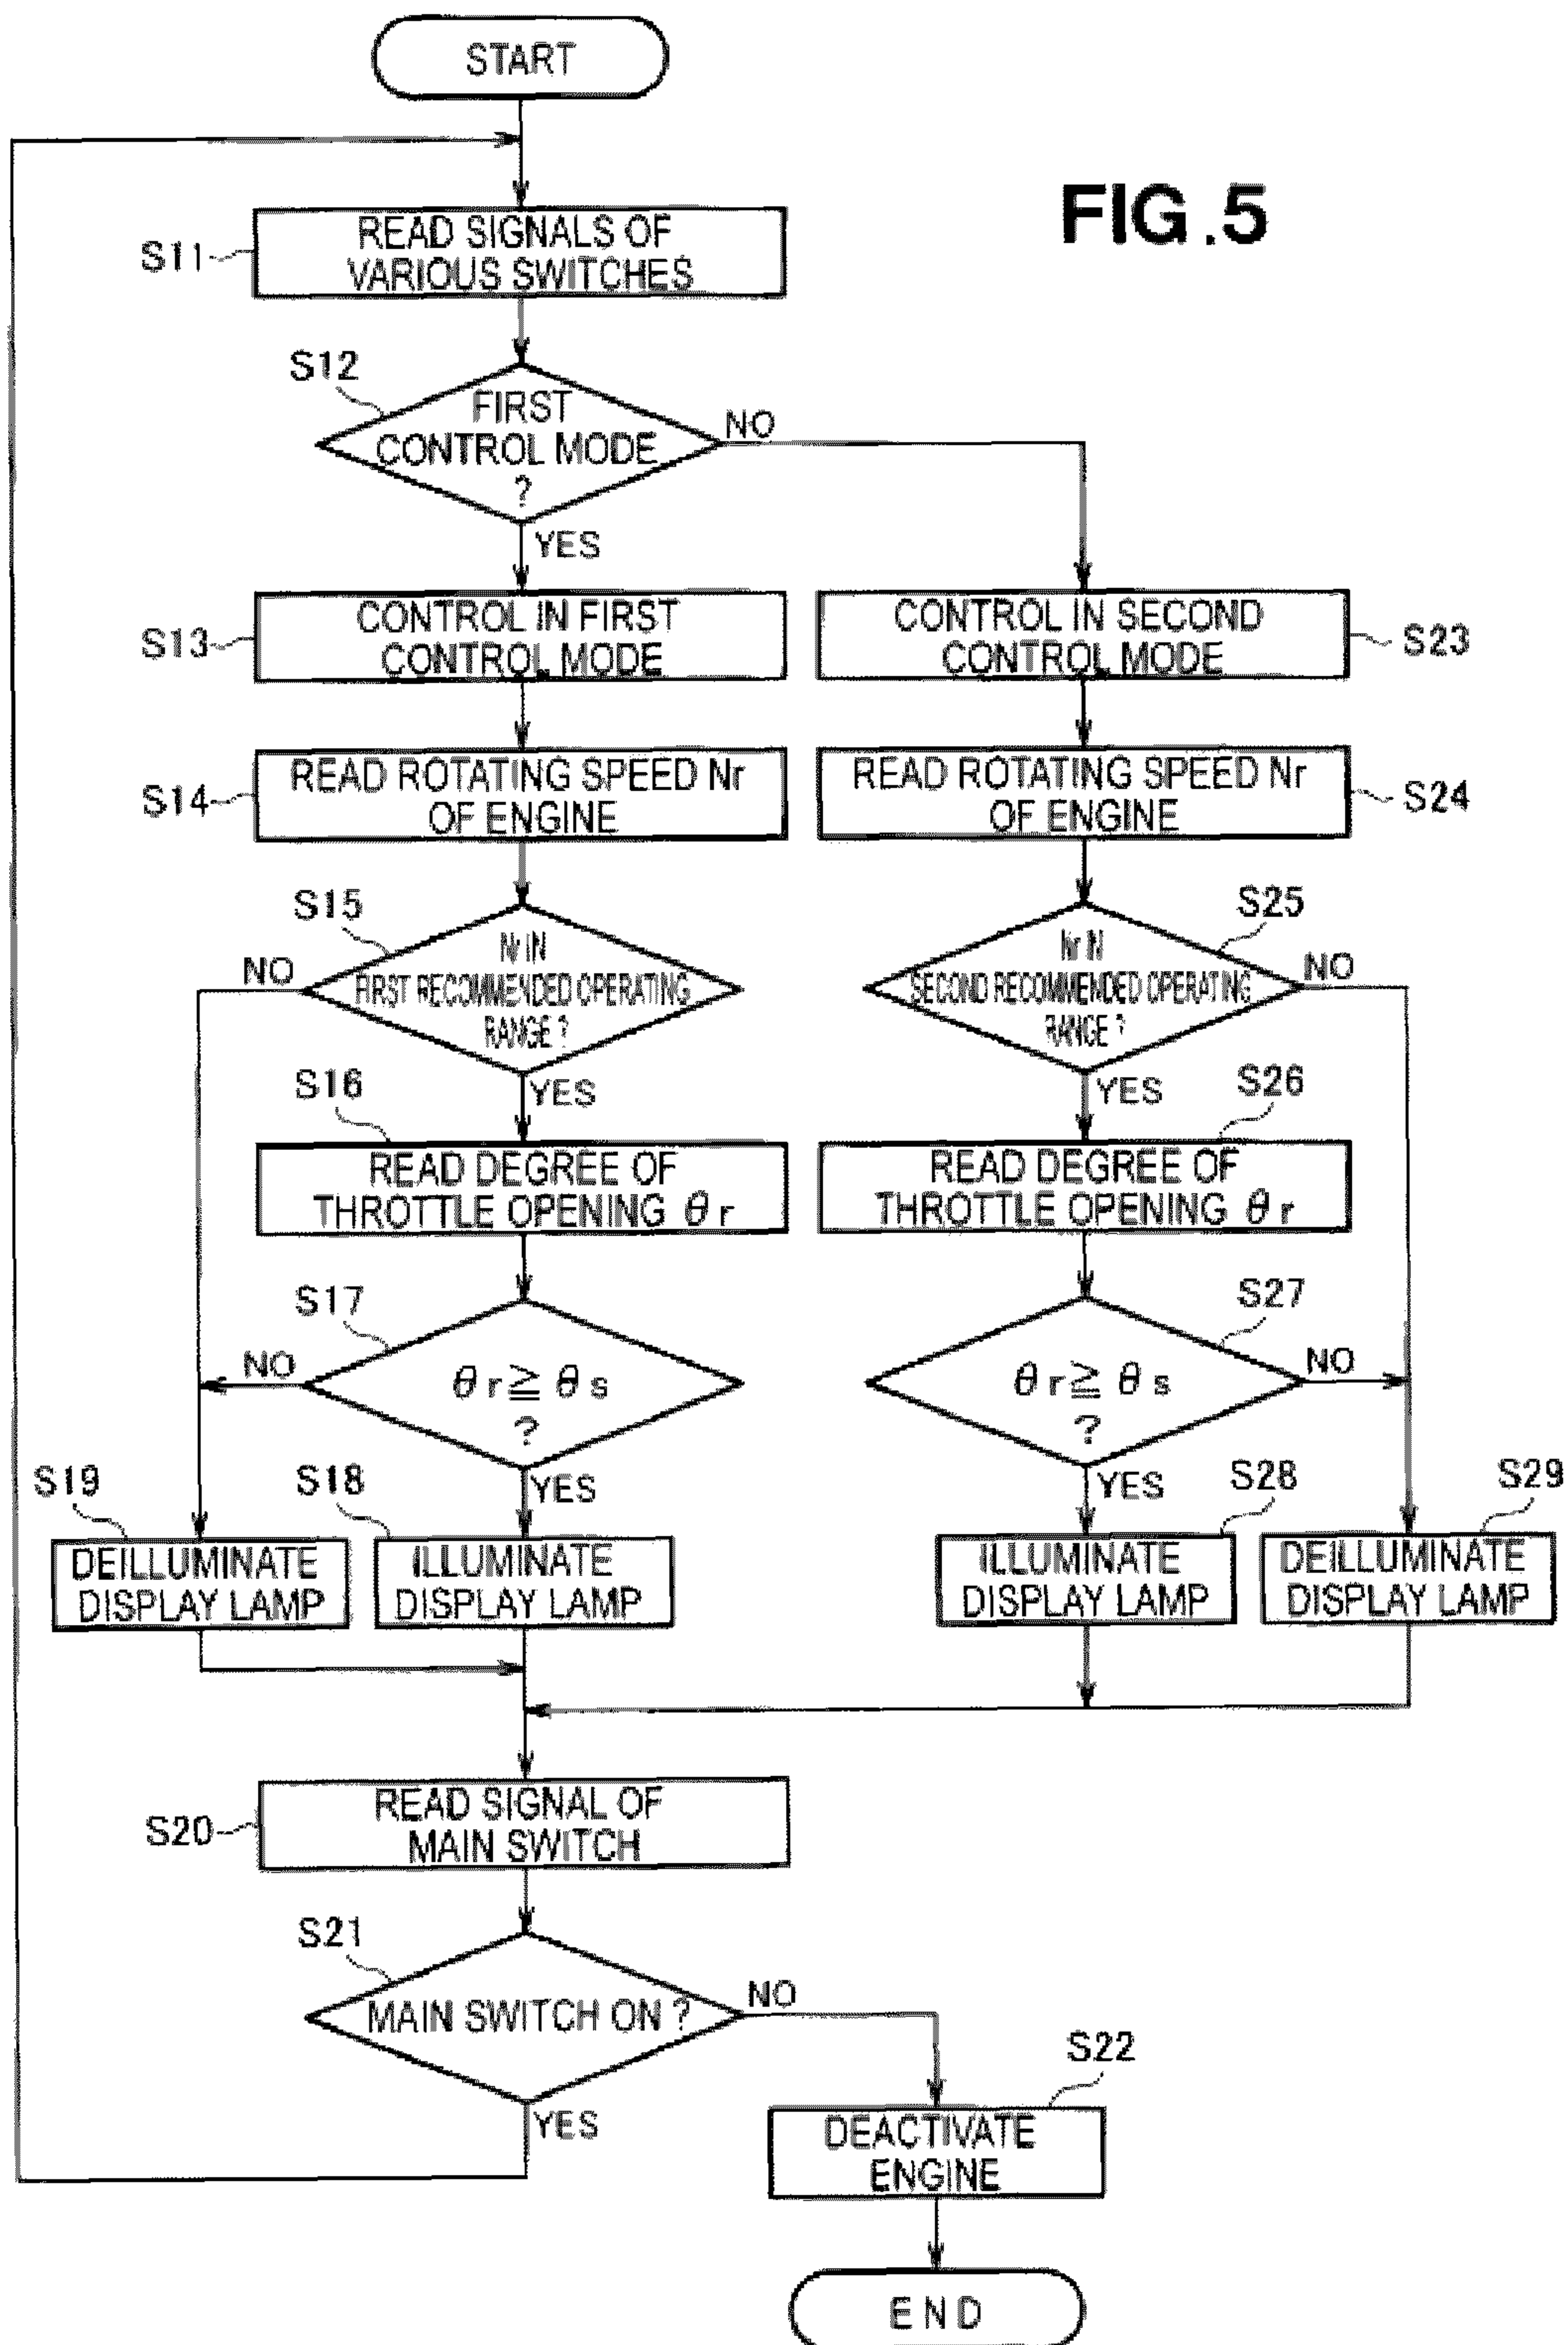 START
FIG.5
S11
READ SIGNALS OF
VARIOUS SWITCHES
S12
FIRST
CONTROL MODE
?
NO
YES
S13
CONTROL IN FIRST
CONTROL MODE
CONTROL IN SECOND
CONTROL MODE
S23
S14
READ ROTATING SPEED Nr
OF ENGINE
READ ROTATING SPEED Nr
OF ENGINE
S24
S15
Nr IN
FIRST RECOMMENDED OPERATING
RANGE ?
NO
YES
S25
Nr IN
SECOND RECOMMENDED OPERATING
RANGE ?
NO
YES
S16
READ DEGREE OF
THROTTLE OPENING θr
S26
READ DEGREE OF
THROTTLE OPENING θr
S17
NO
θr ≧ θs
?
YES
S27
θr ≧ θs
?
NO
YES
S19
DEILLUMINATE
DISPLAY LAMP
S18
ILLUMINATE
DISPLAY LAMP
S28
ILLUMINATE
DISPLAY LAMP
S29
DEILLUMINATE
DISPLAY LAMP
S20
READ SIGNAL OF
MAIN SWITCH
S21
MAIN SWITCH ON ?
NO
YES
S22
DEACTIVATE
ENGINE
END